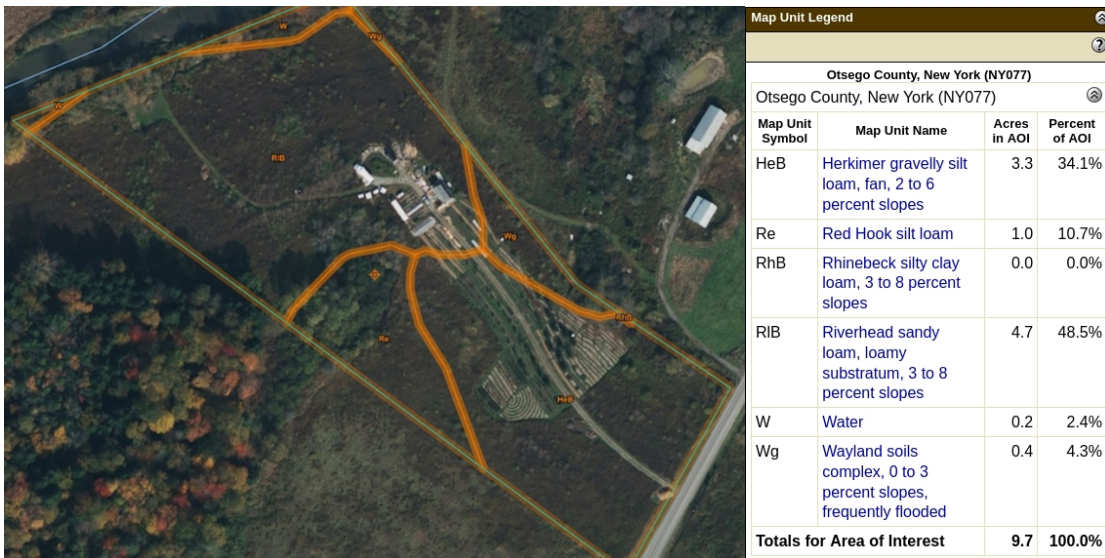 W
Wg
W
RlB
Wg
RhB
Re
HeB
Map Unit Legend
?
Otsego County, New York (NY077)
Otsego County, New York (NY077)
Map Unit Symbol Map Unit Name Acres in AOI Percent of AOI
HeB Herkimer gravelly silt 3.3 34.1%
loam, fan, 2 to 6
percent slopes
Re Red Hook silt loam 1.0 10.7%
RhB Rhinebeck silty clay 0.0 0.0%
loam, 3 to 8 percent
slopes
RlB Riverhead sandy 4.7 48.5%
loam, loamy
substratum, 3 to 8
percent slopes
W Water 0.2 2.4%
Wg Wayland soils 0.4 4.3%
complex, 0 to 3
percent slopes,
frequently flooded
Totals for Area of Interest 9.7 100.0%